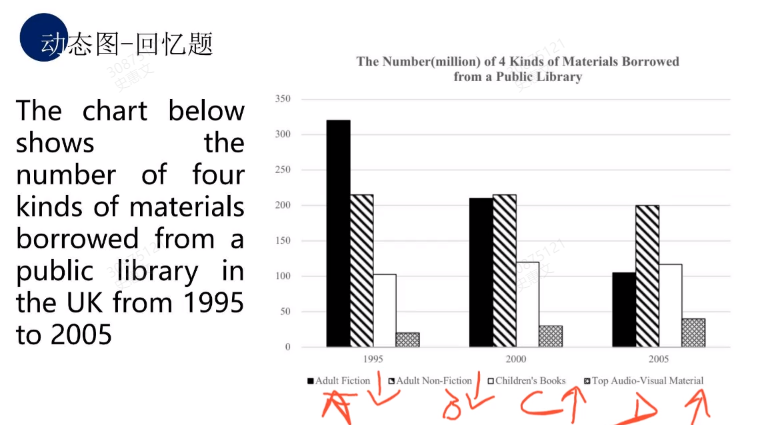 动态图-回忆题
The chart below
shows the
number of four
kinds of materials
borrowed from a
public library in
the UK from 1995
to 2005
The Number(million) of 4 Kinds of Materials Borrowed
from a Public Library
350
300
250
200
150
100
50
0
1995 2000 2005
Adult Fiction Adult Non-Fiction Children's Books Top Audio-Visual Material
A↓ B↓ C↑ D ↑